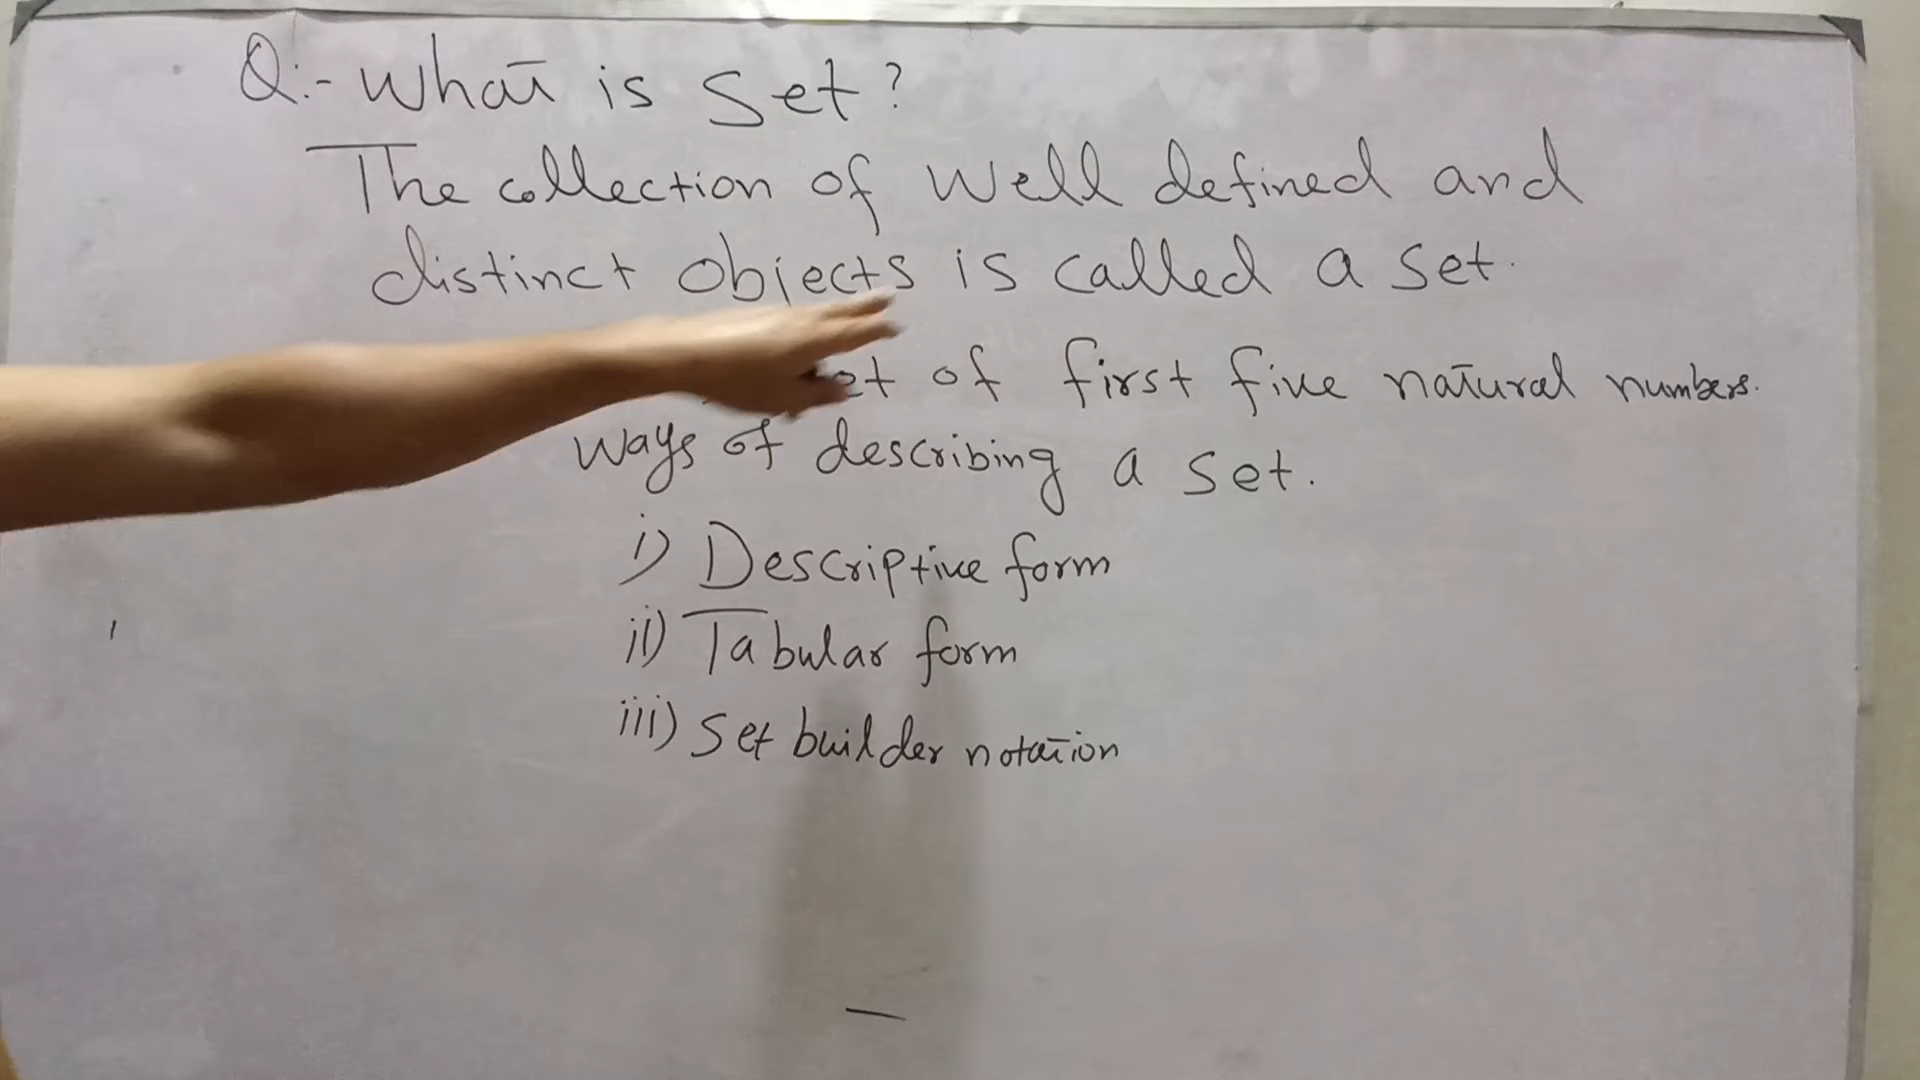 Q:- What is Set?
The collection of Well defined and
distinct objects is called a set.
of first five natural numbers.
ways of describing a set.
i) Descriptive form
ii) Tabular form
iii) Set builder notation